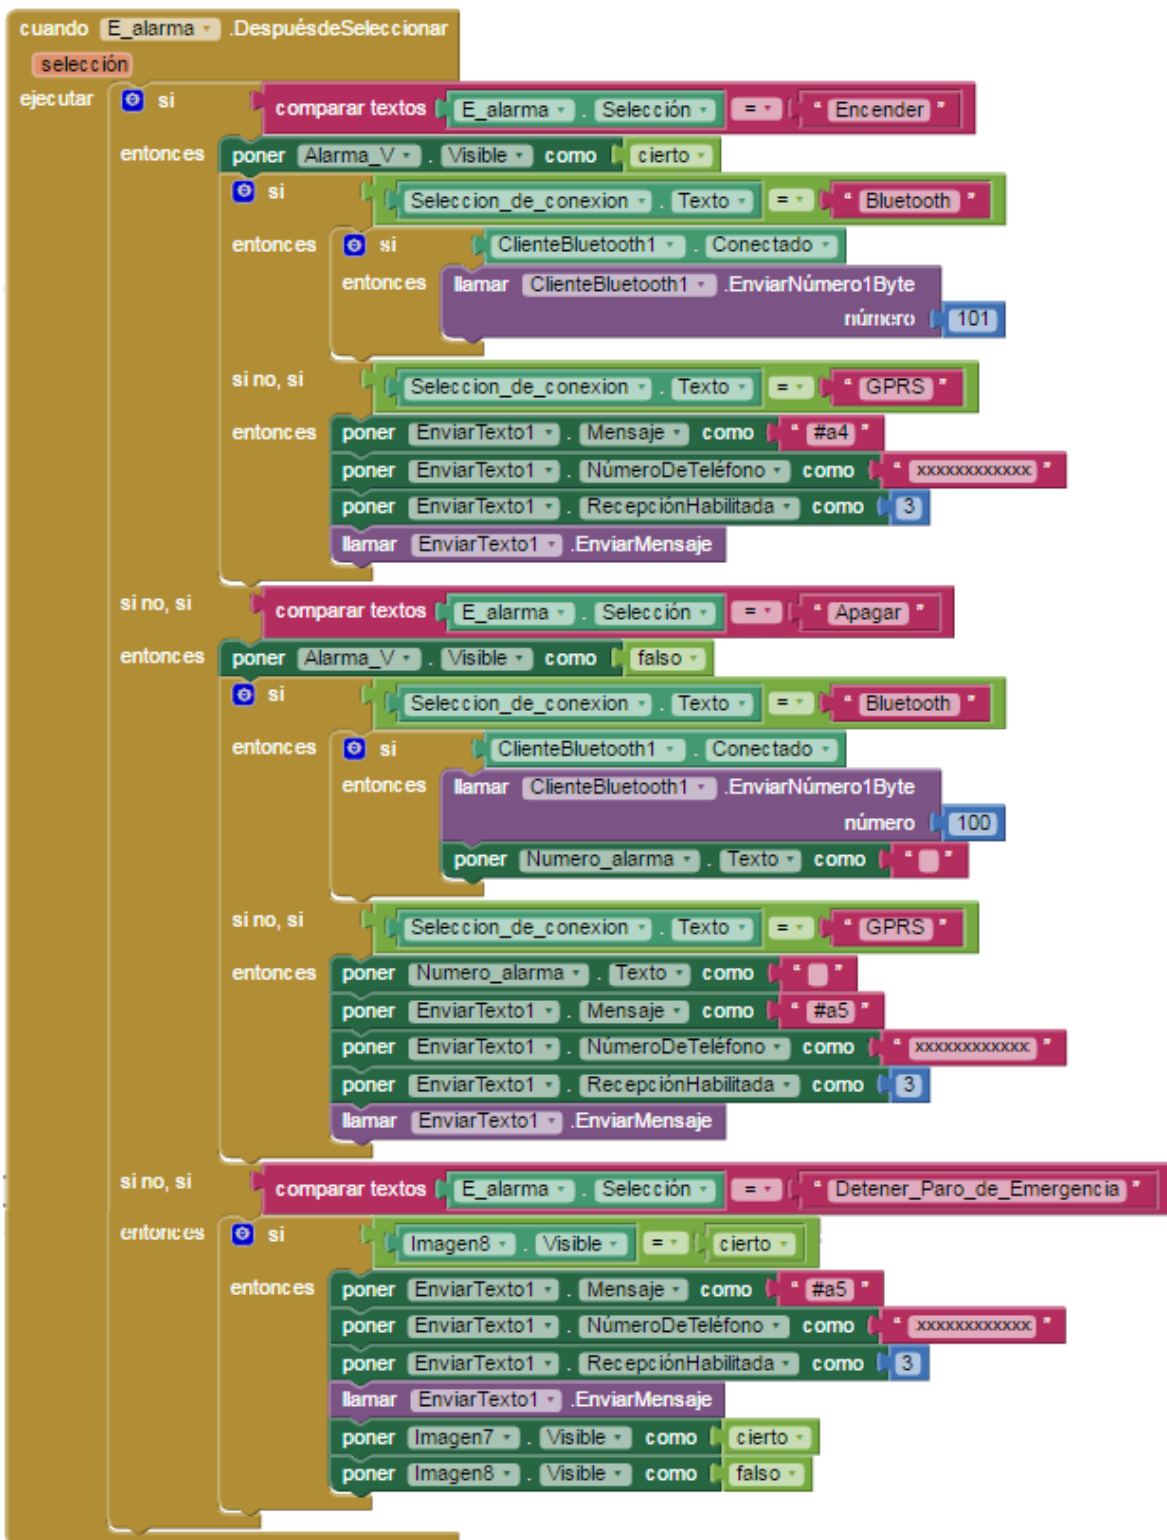 cuando E_alarma .DespuésdeSeleccionar
selección
ejecutar si comparar textos E_alarma . Selección = " Encender "
entonces poner Alarma_V . Visible como cierto
si Seleccion_de_conexion . Texto = " Bluetooth "
entonces si ClienteBluetooth1 . Conectado
entonces llamar ClienteBluetooth1 .EnviarNúmero1Byte
número 101
si no, si Seleccion_de_conexion . Texto = " GPRS "
entonces poner EnviarTexto1 . Mensaje como " #a4 "
poner EnviarTexto1 . NúmeroDeTeléfono como " xxxxxxxxxxxx "
poner EnviarTexto1 . RecepciónHabilitada como 3
llamar EnviarTexto1 .EnviarMensaje
si no, si comparar textos E_alarma . Selección = " Apagar "
entonces poner Alarma_V . Visible como falso
si Seleccion_de_conexion . Texto = " Bluetooth "
entonces si ClienteBluetooth1 . Conectado
entonces llamar ClienteBluetooth1 .EnviarNúmero1Byte
número 100
poner Numero_alarma . Texto como " "
si no, si Seleccion_de_conexion . Texto = " GPRS "
entonces poner Numero_alarma . Texto como " "
poner EnviarTexto1 . Mensaje como " #a5 "
poner EnviarTexto1 . NúmeroDeTeléfono como " xxxxxxxxxxxx "
poner EnviarTexto1 . RecepciónHabilitada como 3
llamar EnviarTexto1 .EnviarMensaje
si no, si comparar textos E_alarma . Selección = " Detener_Paro_de_Emergencia "
entonces si Imagen8 . Visible = cierto
entonces poner EnviarTexto1 . Mensaje como " #a5 "
poner EnviarTexto1 . NúmeroDeTeléfono como " xxxxxxxxxxxx "
poner EnviarTexto1 . RecepciónHabilitada como 3
llamar EnviarTexto1 .EnviarMensaje
poner Imagen7 . Visible como cierto
poner Imagen8 . Visible como falso